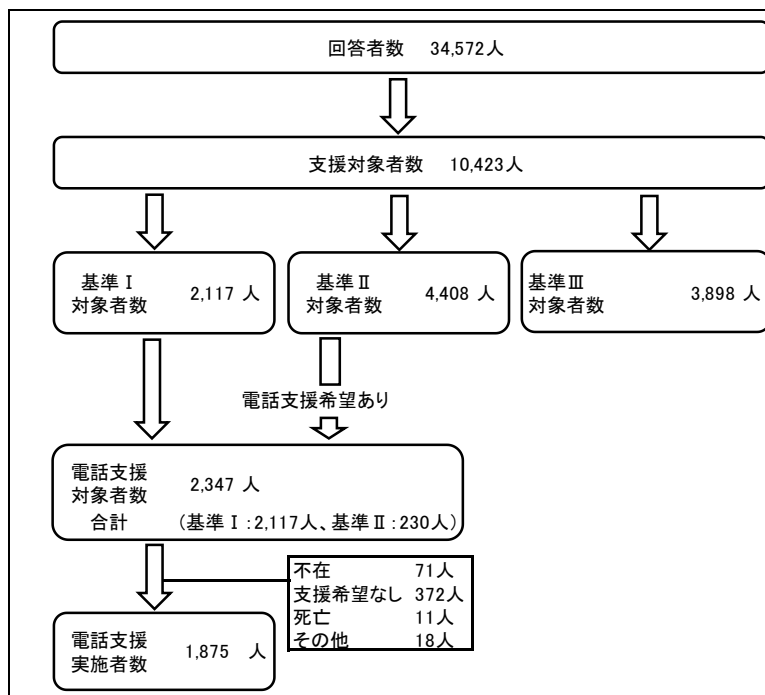 回答者数 34,572人
支援対象者数 10,423人
基準Ⅰ
対象者数 2,117 人
基準Ⅱ
対象者数 4,408 人
基準Ⅲ
対象者数 3,898 人
電話支援希望あり
電話支援
対象者数 2,347 人
合計 (基準Ⅰ:2,117人、基準Ⅱ:230人)
不在 71人
支援希望なし 372人
死亡 11人
その他 18人
電話支援
実施者数 1,875 人